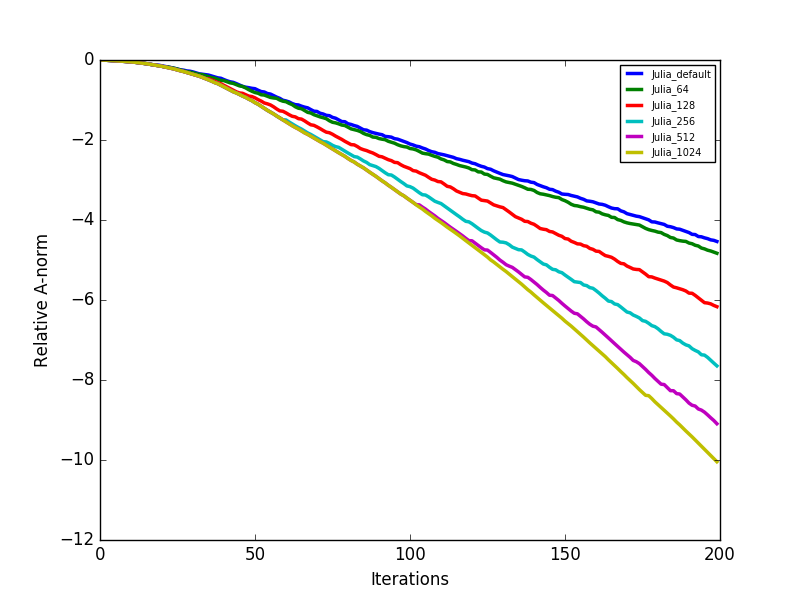 0
−2
−4
−6
−8
−10
−12
0
50
100
150
200
Relative A-norm
Iterations
Julia_default
Julia_64
Julia_128
Julia_256
Julia_512
Julia_1024